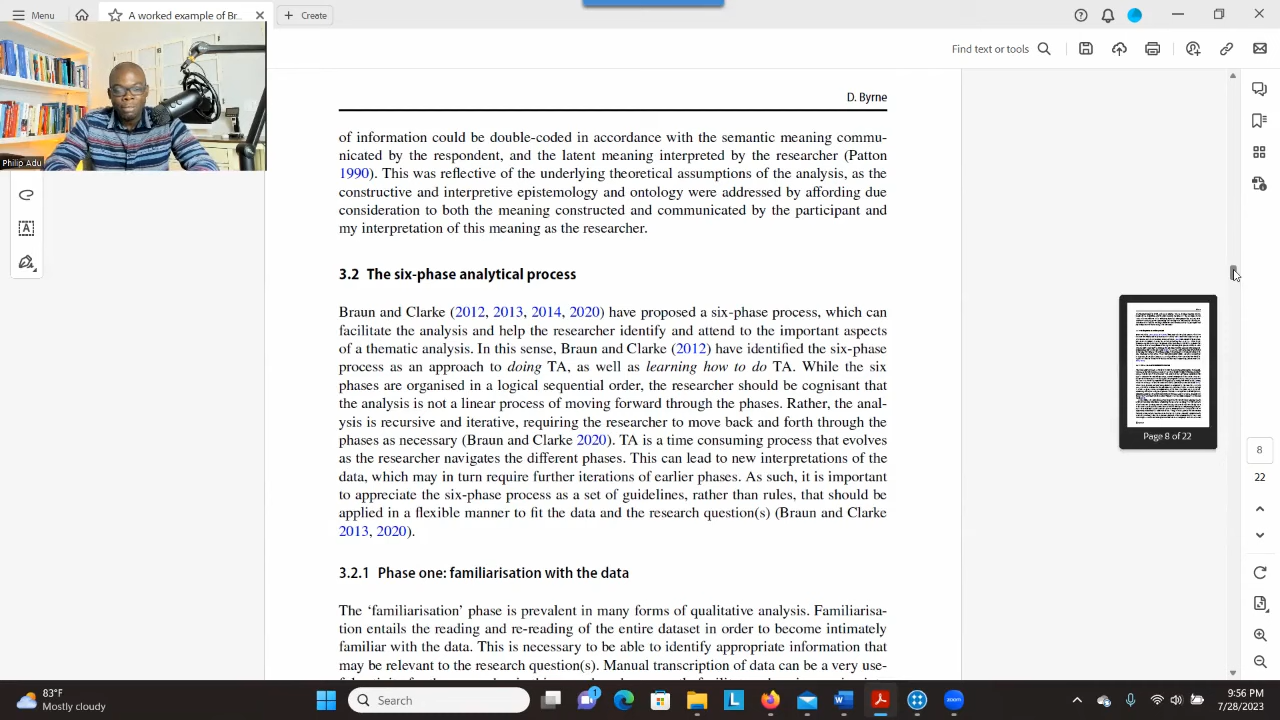 Menu
A worked example of Br...
Create
Find text or tools
Philip Adu
D. Byrne
of information could be double-coded in accordance with the semantic meaning commu-
nicated by the respondent, and the latent meaning interpreted by the researcher (Patton
1990). This was reflective of the underlying theoretical assumptions of the analysis, as the
constructive and interpretive epistemology and ontology were addressed by affording due
consideration to both the meaning constructed and communicated by the participant and
my interpretation of this meaning as the researcher.
3.2 The six-phase analytical process
Braun and Clarke (2012, 2013, 2014, 2020) have proposed a six-phase process, which can
facilitate the analysis and help the researcher identify and attend to the important aspects
of a thematic analysis. In this sense, Braun and Clarke (2012) have identified the six-phase
process as an approach to doing TA, as well as learning how to do TA. While the six
phases are organised in a logical sequential order, the researcher should be cognisant that
the analysis is not a linear process of moving forward through the phases. Rather, the anal-
ysis is recursive and iterative, requiring the researcher to move back and forth through the
phases as necessary (Braun and Clarke 2020). TA is a time consuming process that evolves
as the researcher navigates the different phases. This can lead to new interpretations of the
data, which may in turn require further iterations of earlier phases. As such, it is important
to appreciate the six-phase process as a set of guidelines, rather than rules, that should be
applied in a flexible manner to fit the data and the research question(s) (Braun and Clarke
2013, 2020).
3.2.1 Phase one: familiarisation with the data
The ‘familiarisation’ phase is prevalent in many forms of qualitative analysis. Familiarisa-
tion entails the reading and re-reading of the entire dataset in order to become intimately
familiar with the data. This is necessary to be able to identify appropriate information that
may be relevant to the research question(s). Manual transcription of data can be a very use-
Page 8 of 22
8
22
83°F
Mostly cloudy
Search
1
zoom
9:56 PM
7/28/2023